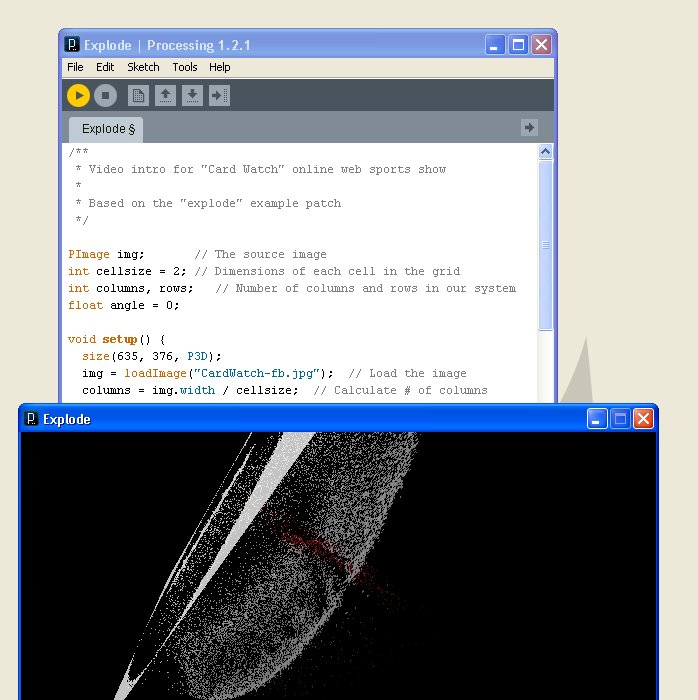 Explode | Processing 1.2.1
File Edit Sketch Tools Help
Explode §
/**
 * Video intro for "Card Watch" online web sports show
 *
 * Based on the "explode" example patch
 */
PImage img;       // The source image
int cellsize = 2; // Dimensions of each cell in the grid
int columns, rows;   // Number of columns and rows in our system
float angle = 0;
void setup() {
  size(635, 376, P3D);
  img = loadImage("CardWatch-fb.jpg");  // Load the image
  columns = img.width / cellsize;  // Calculate # of columns
Explode